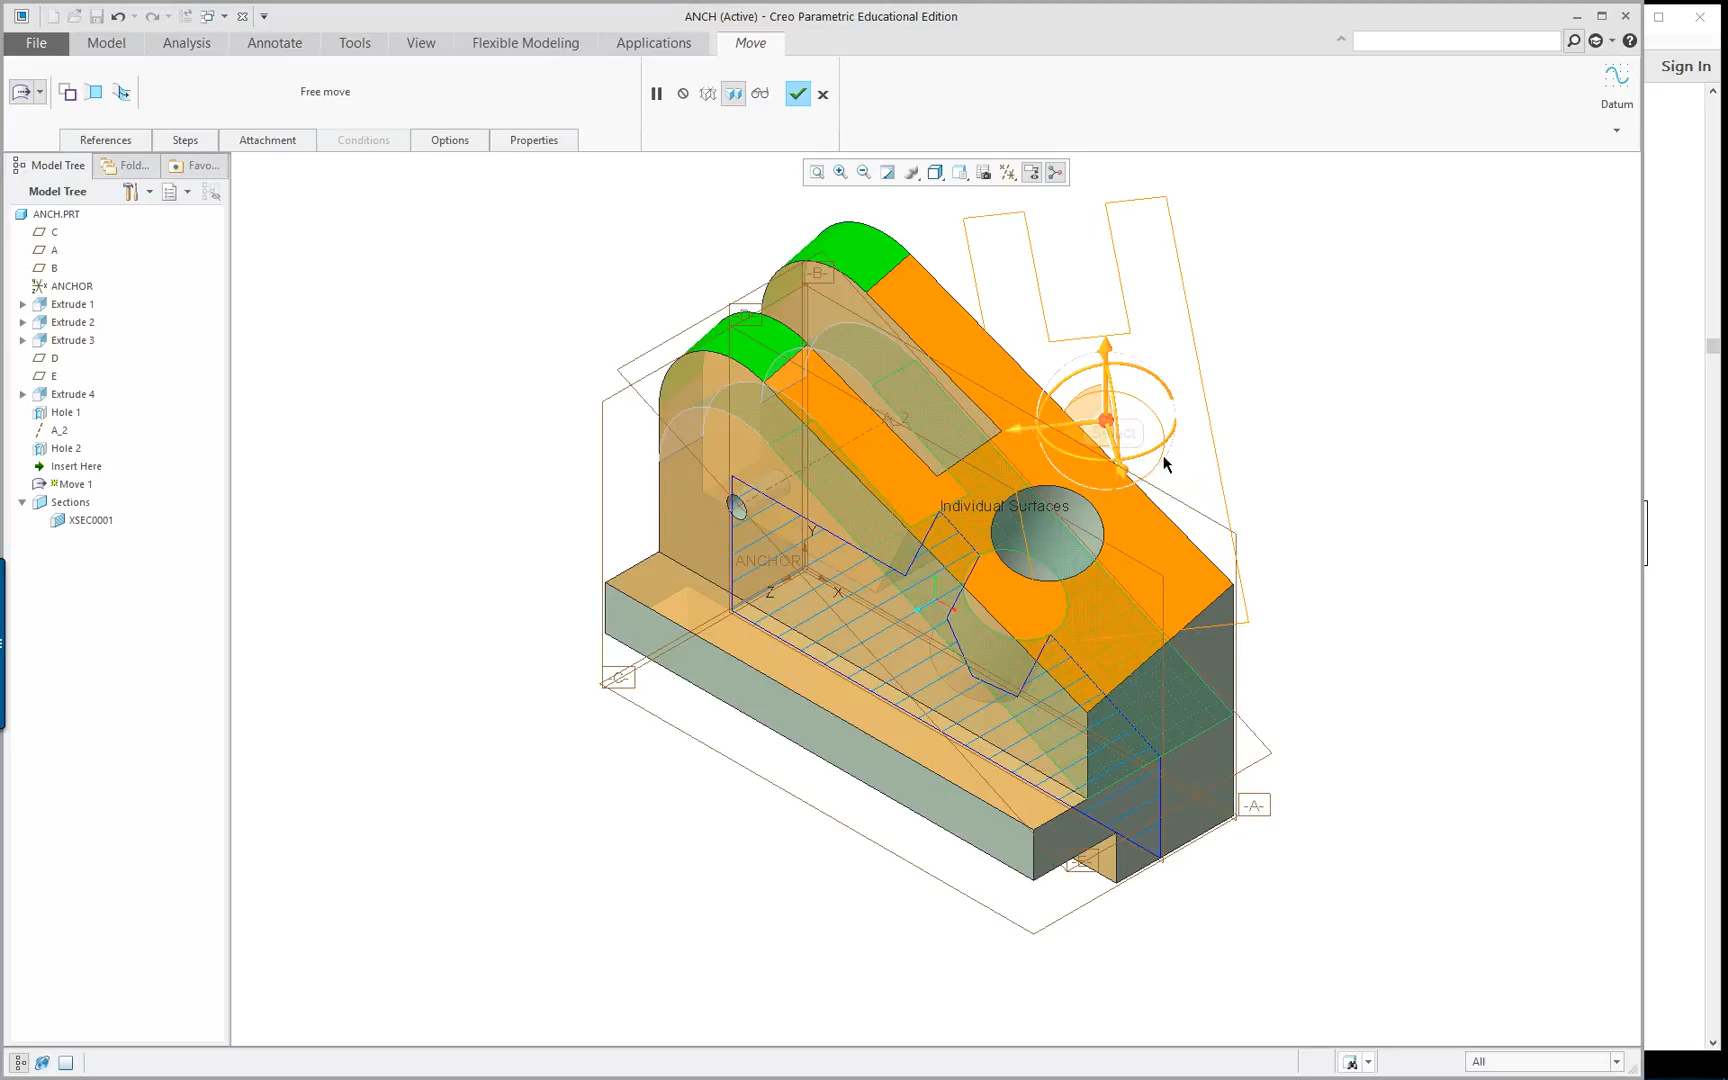 ANCH (Active) - Creo Parametric Educational Edition
File Model Analysis Annotate Tools View Flexible Modeling Applications Move
Sign In
Free move
Datum
References Steps Attachment Conditions Options Properties
Model Tree Fold... Favo...
Model Tree
ANCH.PRT
C
A
B
ANCHOR
Extrude 1
Extrude 2
Extrude 3
D
E
Extrude 4
Hole 1
A_2
Hole 2
Insert Here
Move 1
Sections
XSEC0001
-B-
-D-
A_2
Select
Individual Surfaces
Y
ANCHOR
Z
X
-C-
-A-
-E-
All